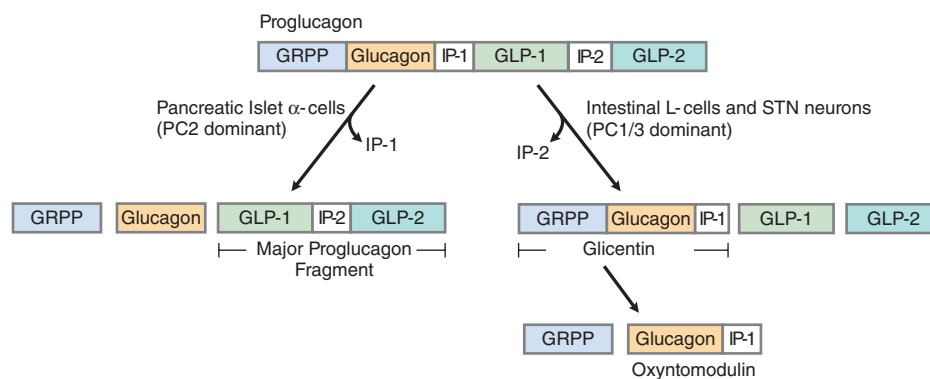 Proglucagon
GRPP Glucagon IP-1 GLP-1 IP-2 GLP-2
Pancreatic Islet α-cells
(PC2 dominant)
IP-1
Intestinal L-cells and STN neurons
(PC1/3 dominant)
IP-2
GRPP Glucagon GLP-1 IP-2 GLP-2
Major Proglucagon
Fragment
GRPP Glucagon IP-1 GLP-1 GLP-2
Glicentin
GRPP Glucagon IP-1
Oxyntomodulin